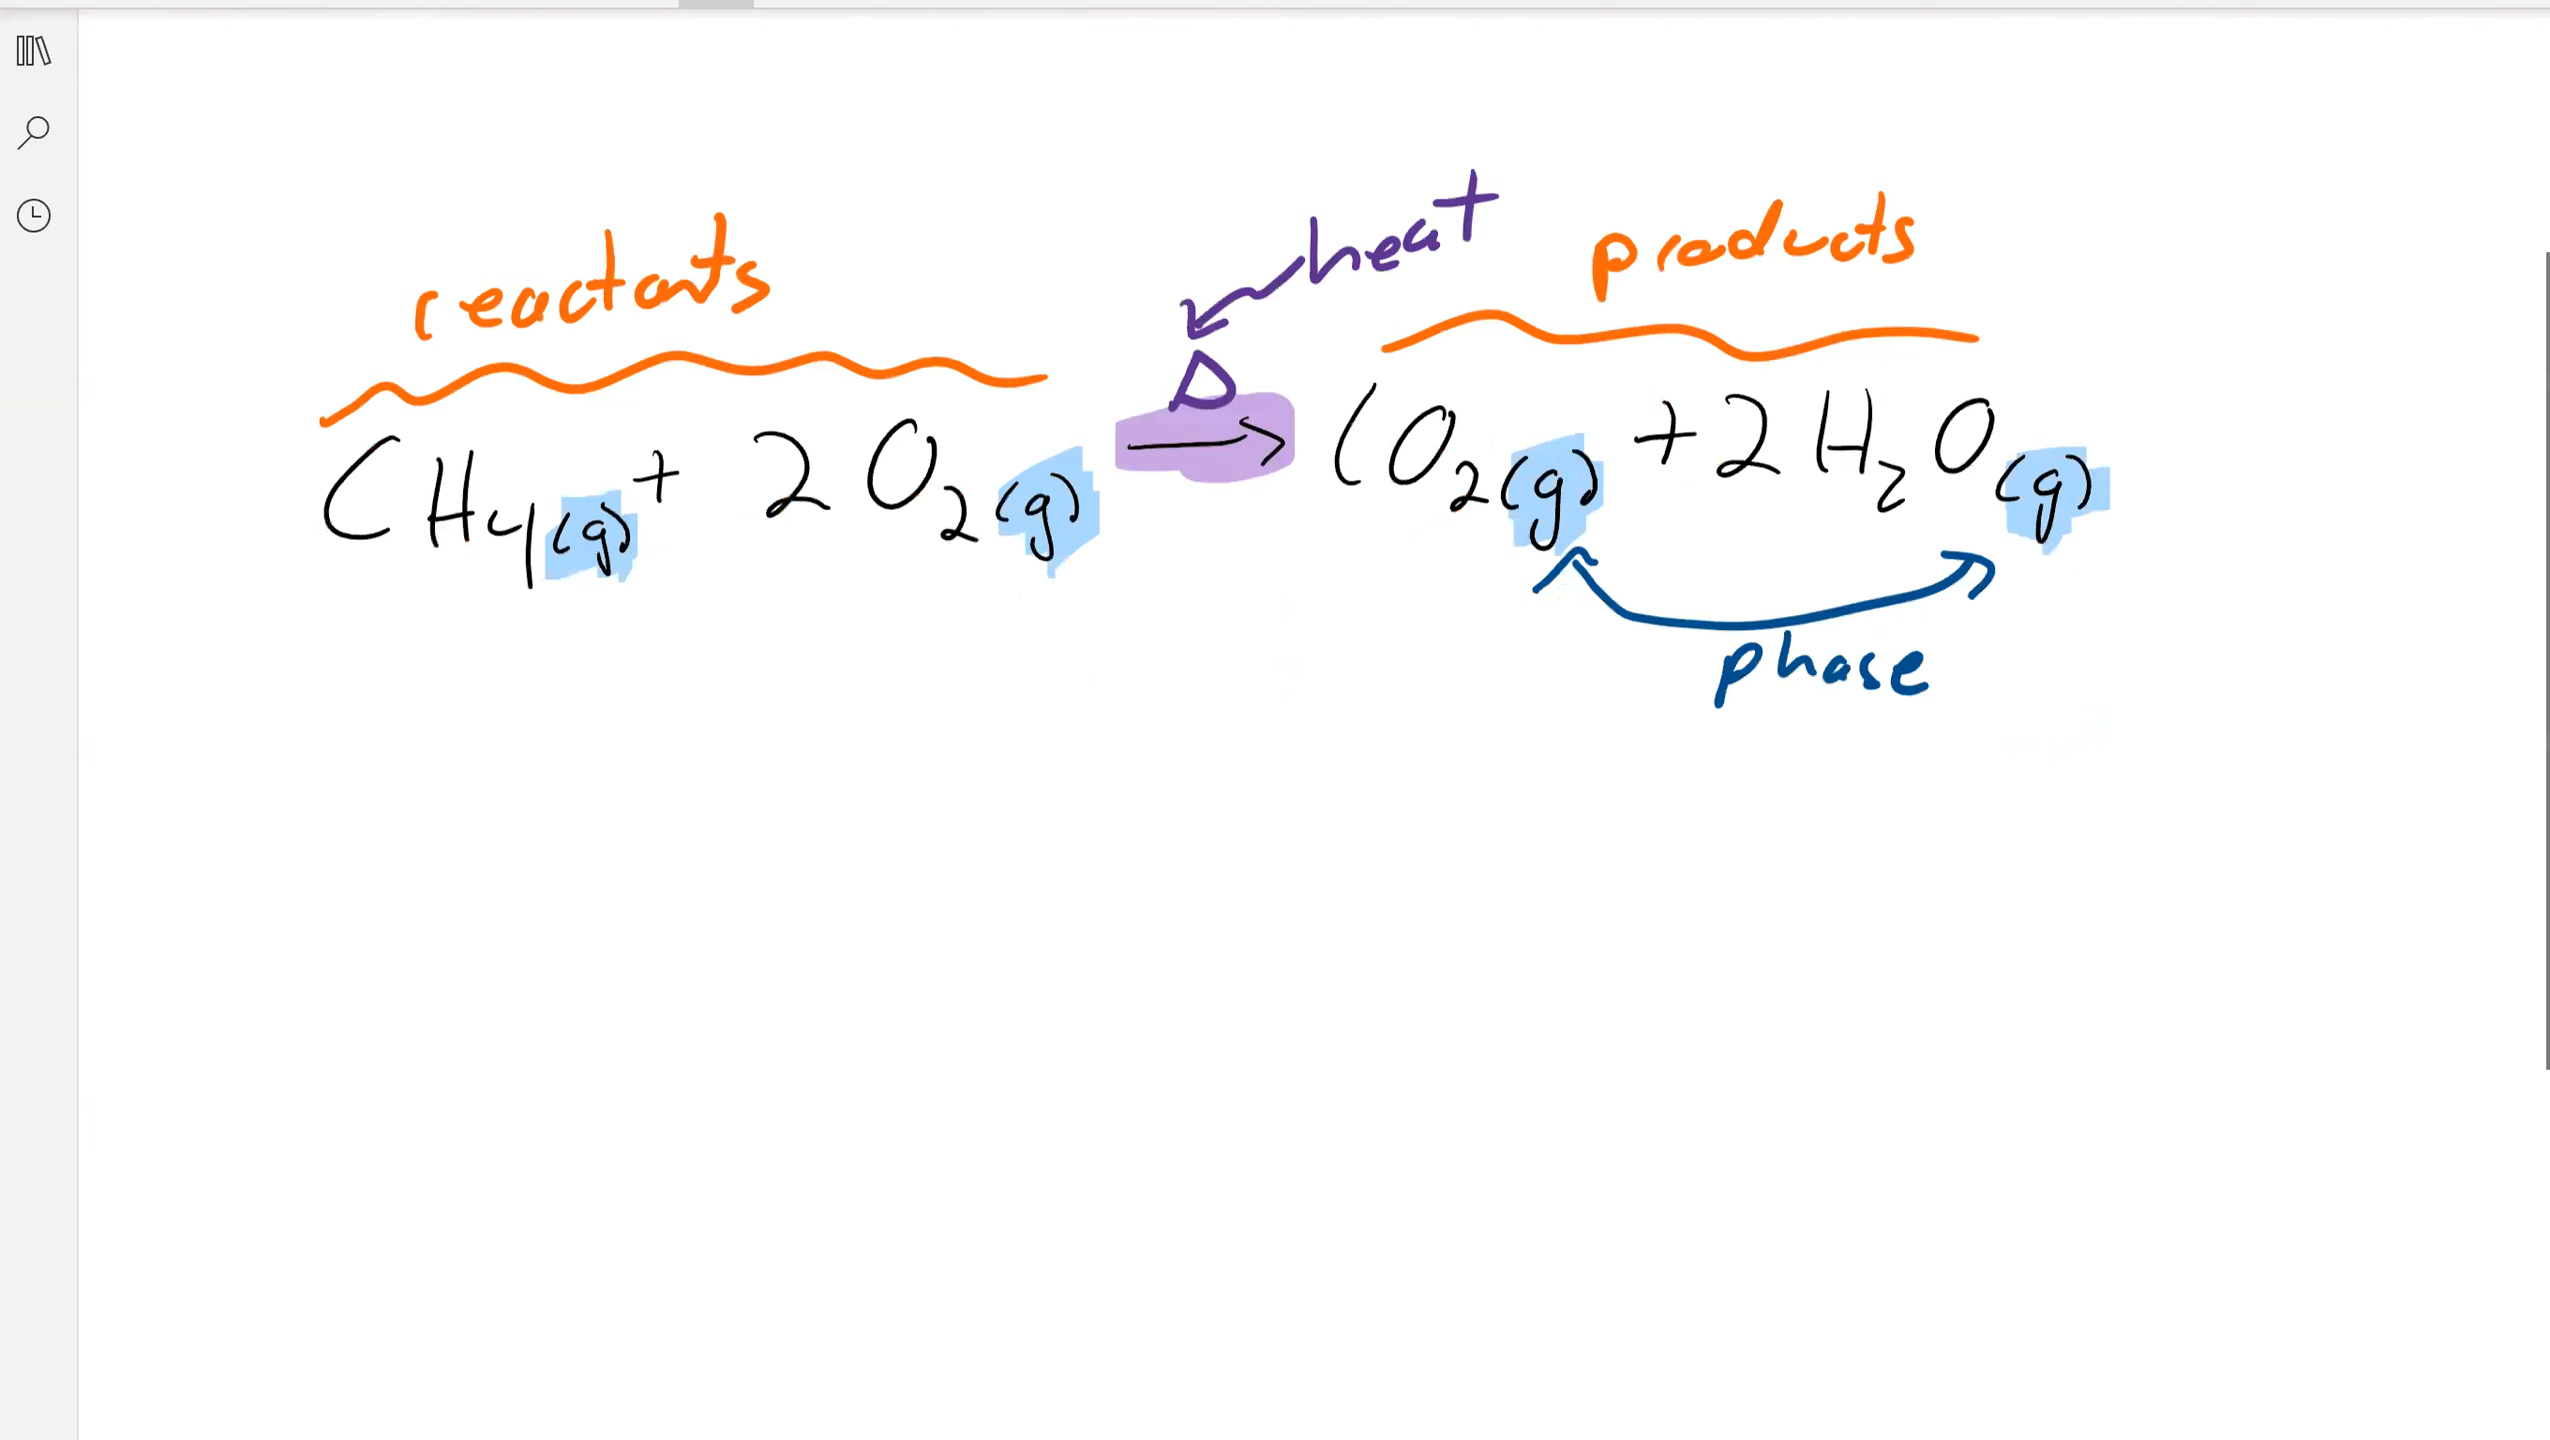 heat
products
reactants
Δ
CH₄(g) + 2 O₂(g) → CO₂(g) + 2 H₂O(g)
phase